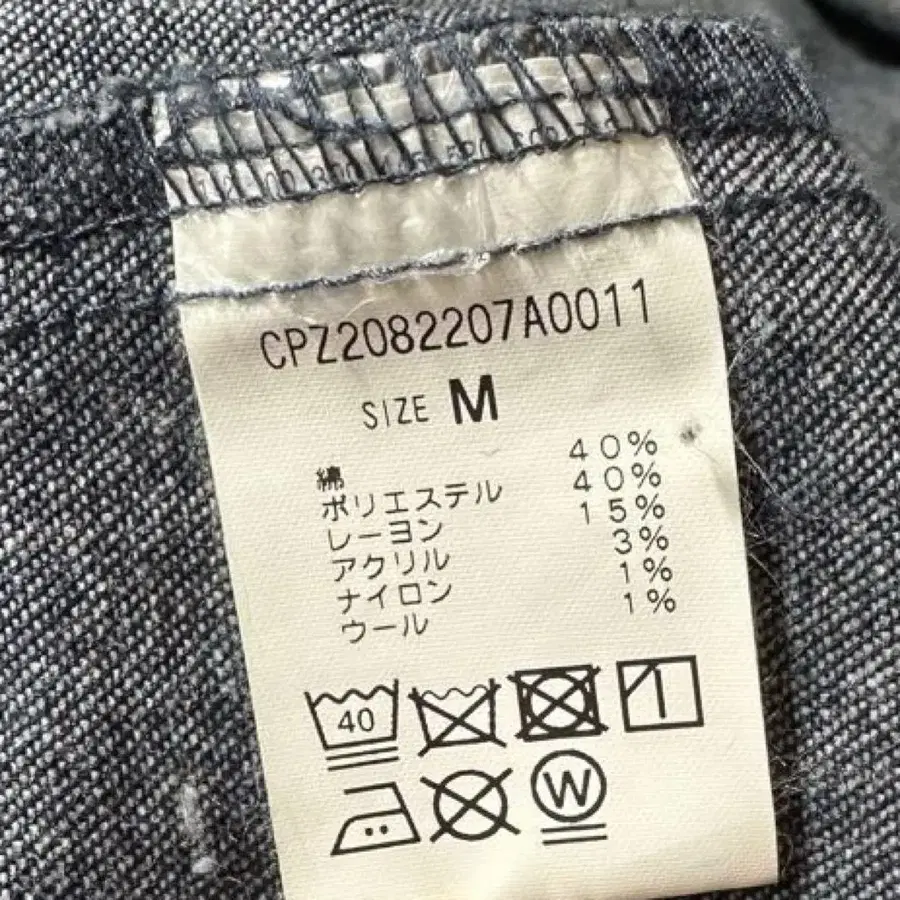 CPZ2082207A0011
SIZE M
綿 40%
ポリエステル 40%
レーヨン 15%
アクリル 3%
ナイロン 1%
ウール 1%
40
W